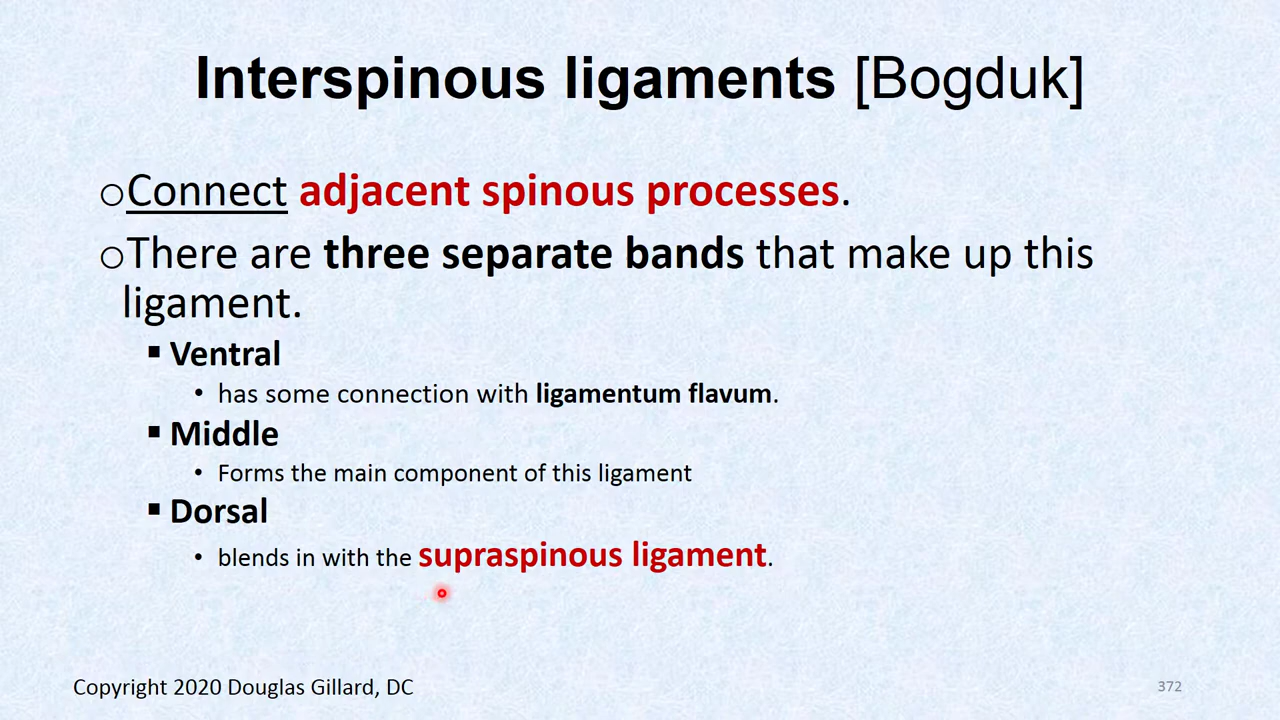 Interspinous ligaments [Bogduk]
○Connect adjacent spinous processes.
○There are three separate bands that make up this
ligament.
▪ Ventral
• has some connection with ligamentum flavum.
▪ Middle
• Forms the main component of this ligament
▪ Dorsal
• blends in with the supraspinous ligament.
Copyright 2020 Douglas Gillard, DC
372